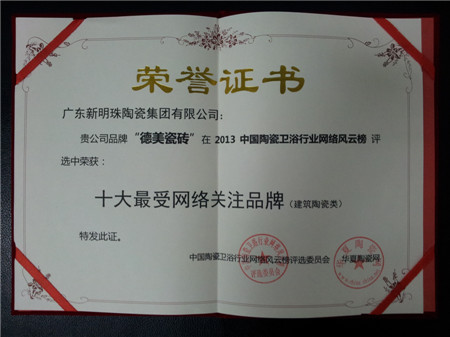 荣誉证书
广东新明珠陶瓷集团有限公司：
贵公司品牌“德美瓷砖”在2013中国陶瓷卫浴行业网络风云榜 评
选中荣获：
十大最受网络关注品牌（建筑陶瓷类）
特发此证。
中国陶瓷卫浴行业网络风云榜评选委员会 华夏陶瓷网